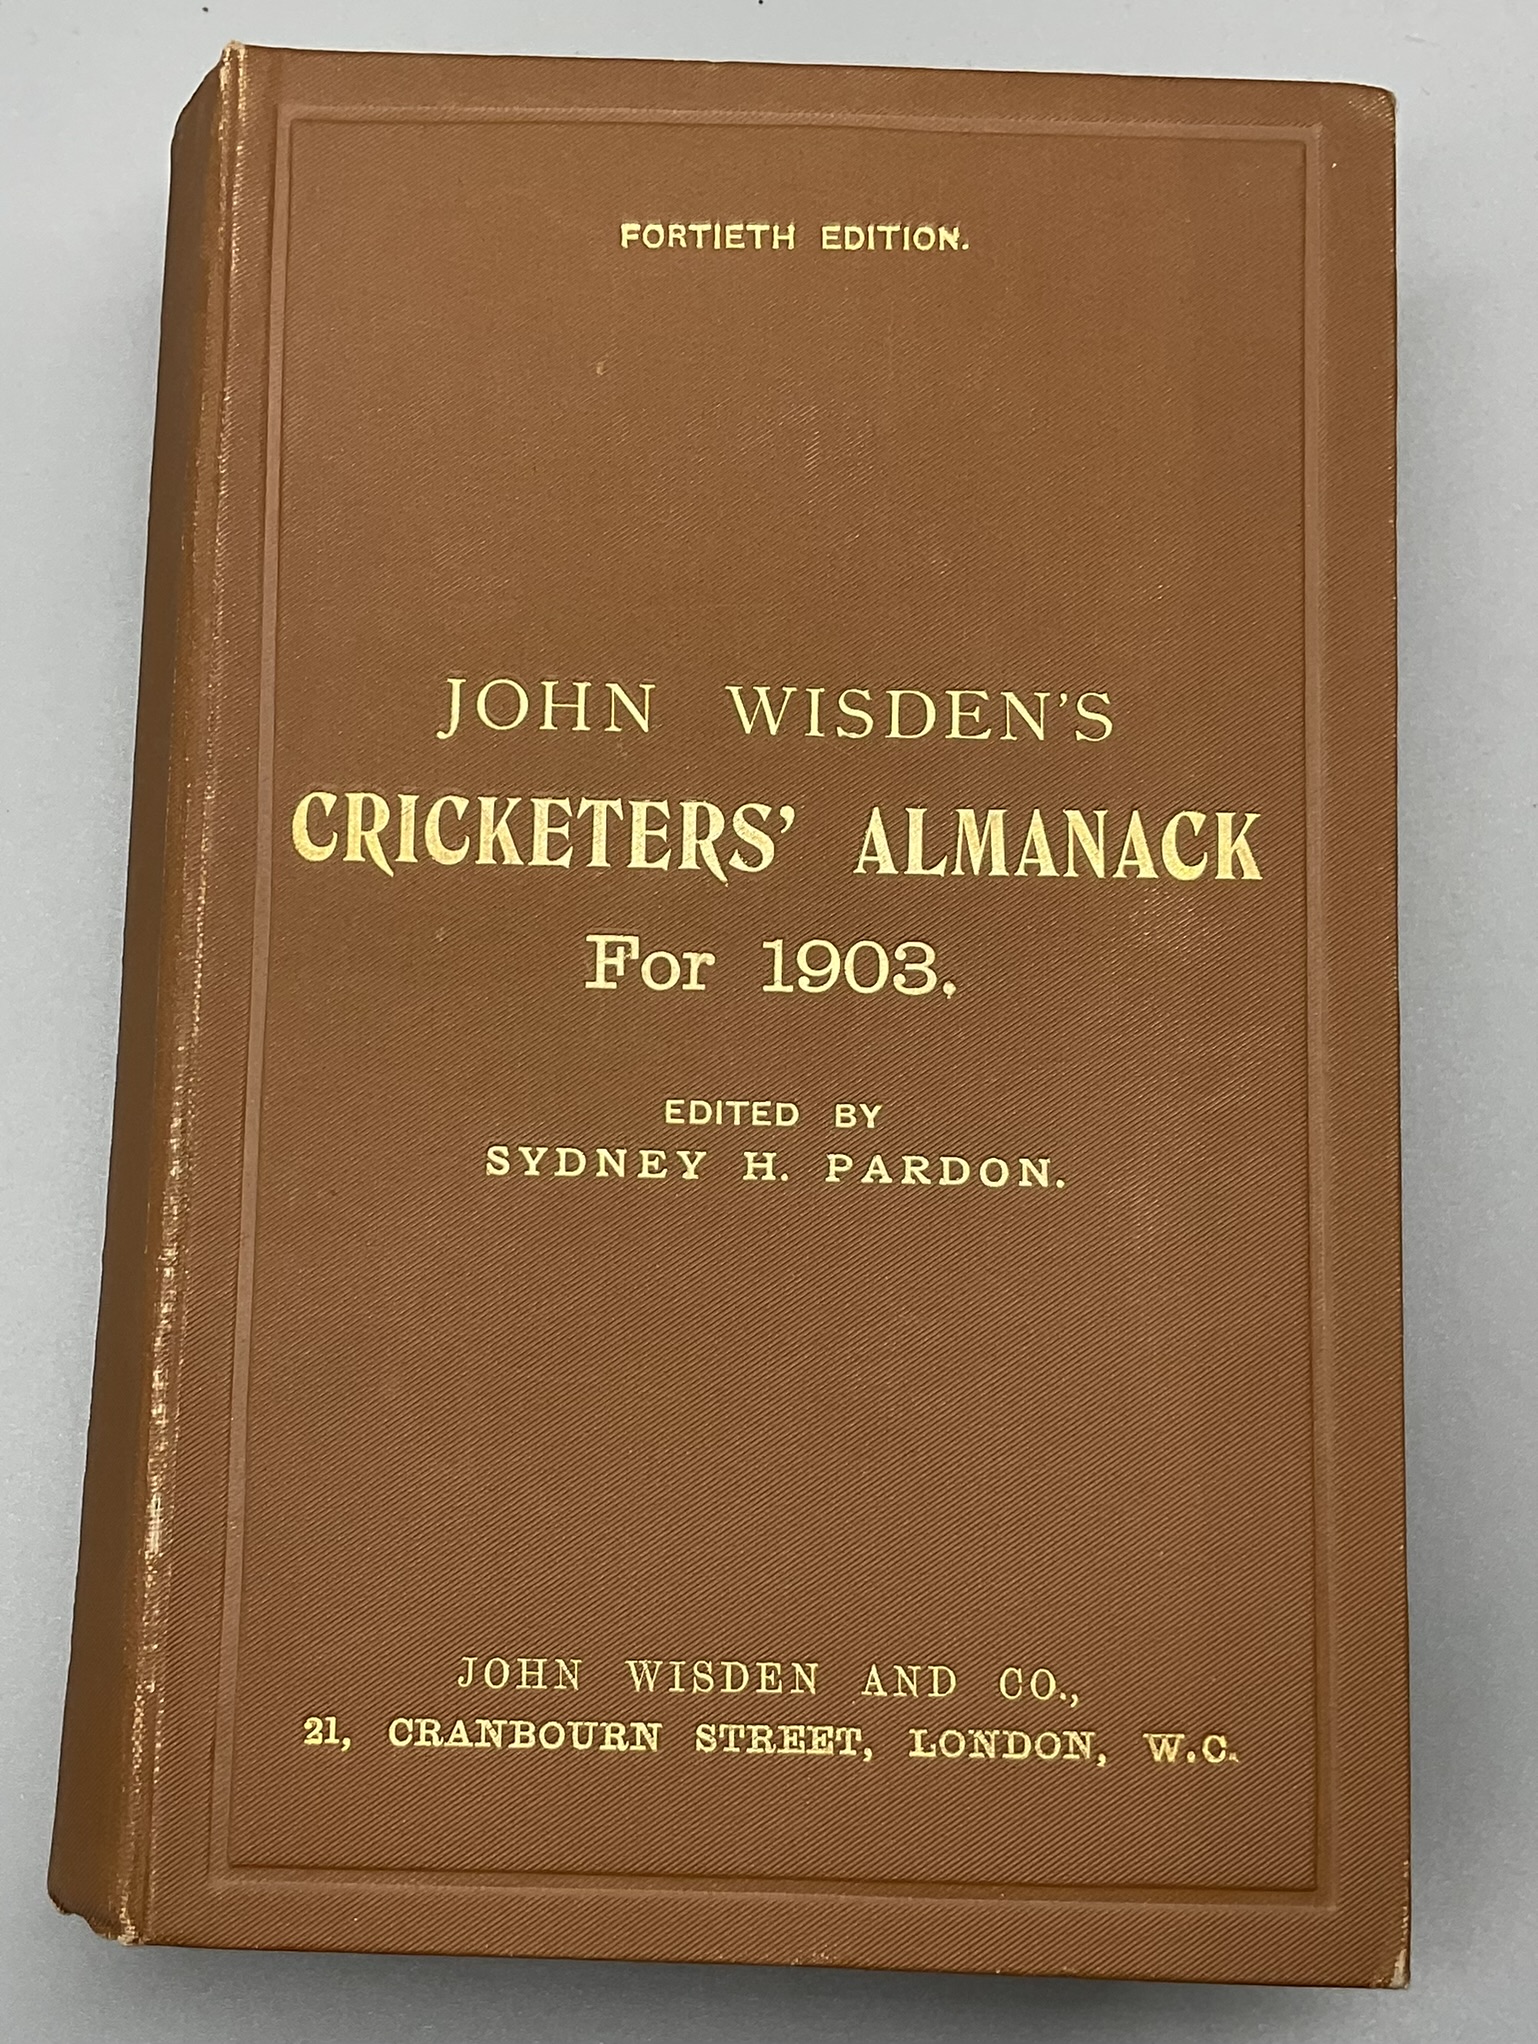 FORTIETH EDITION.
JOHN WISDEN'S
CRICKETERS' ALMANACK
For 1903.
EDITED BY
SYDNEY H. PARDON.
JOHN WISDEN AND CO.,
21, CRANBOURN STREET, LONDON, W.C.